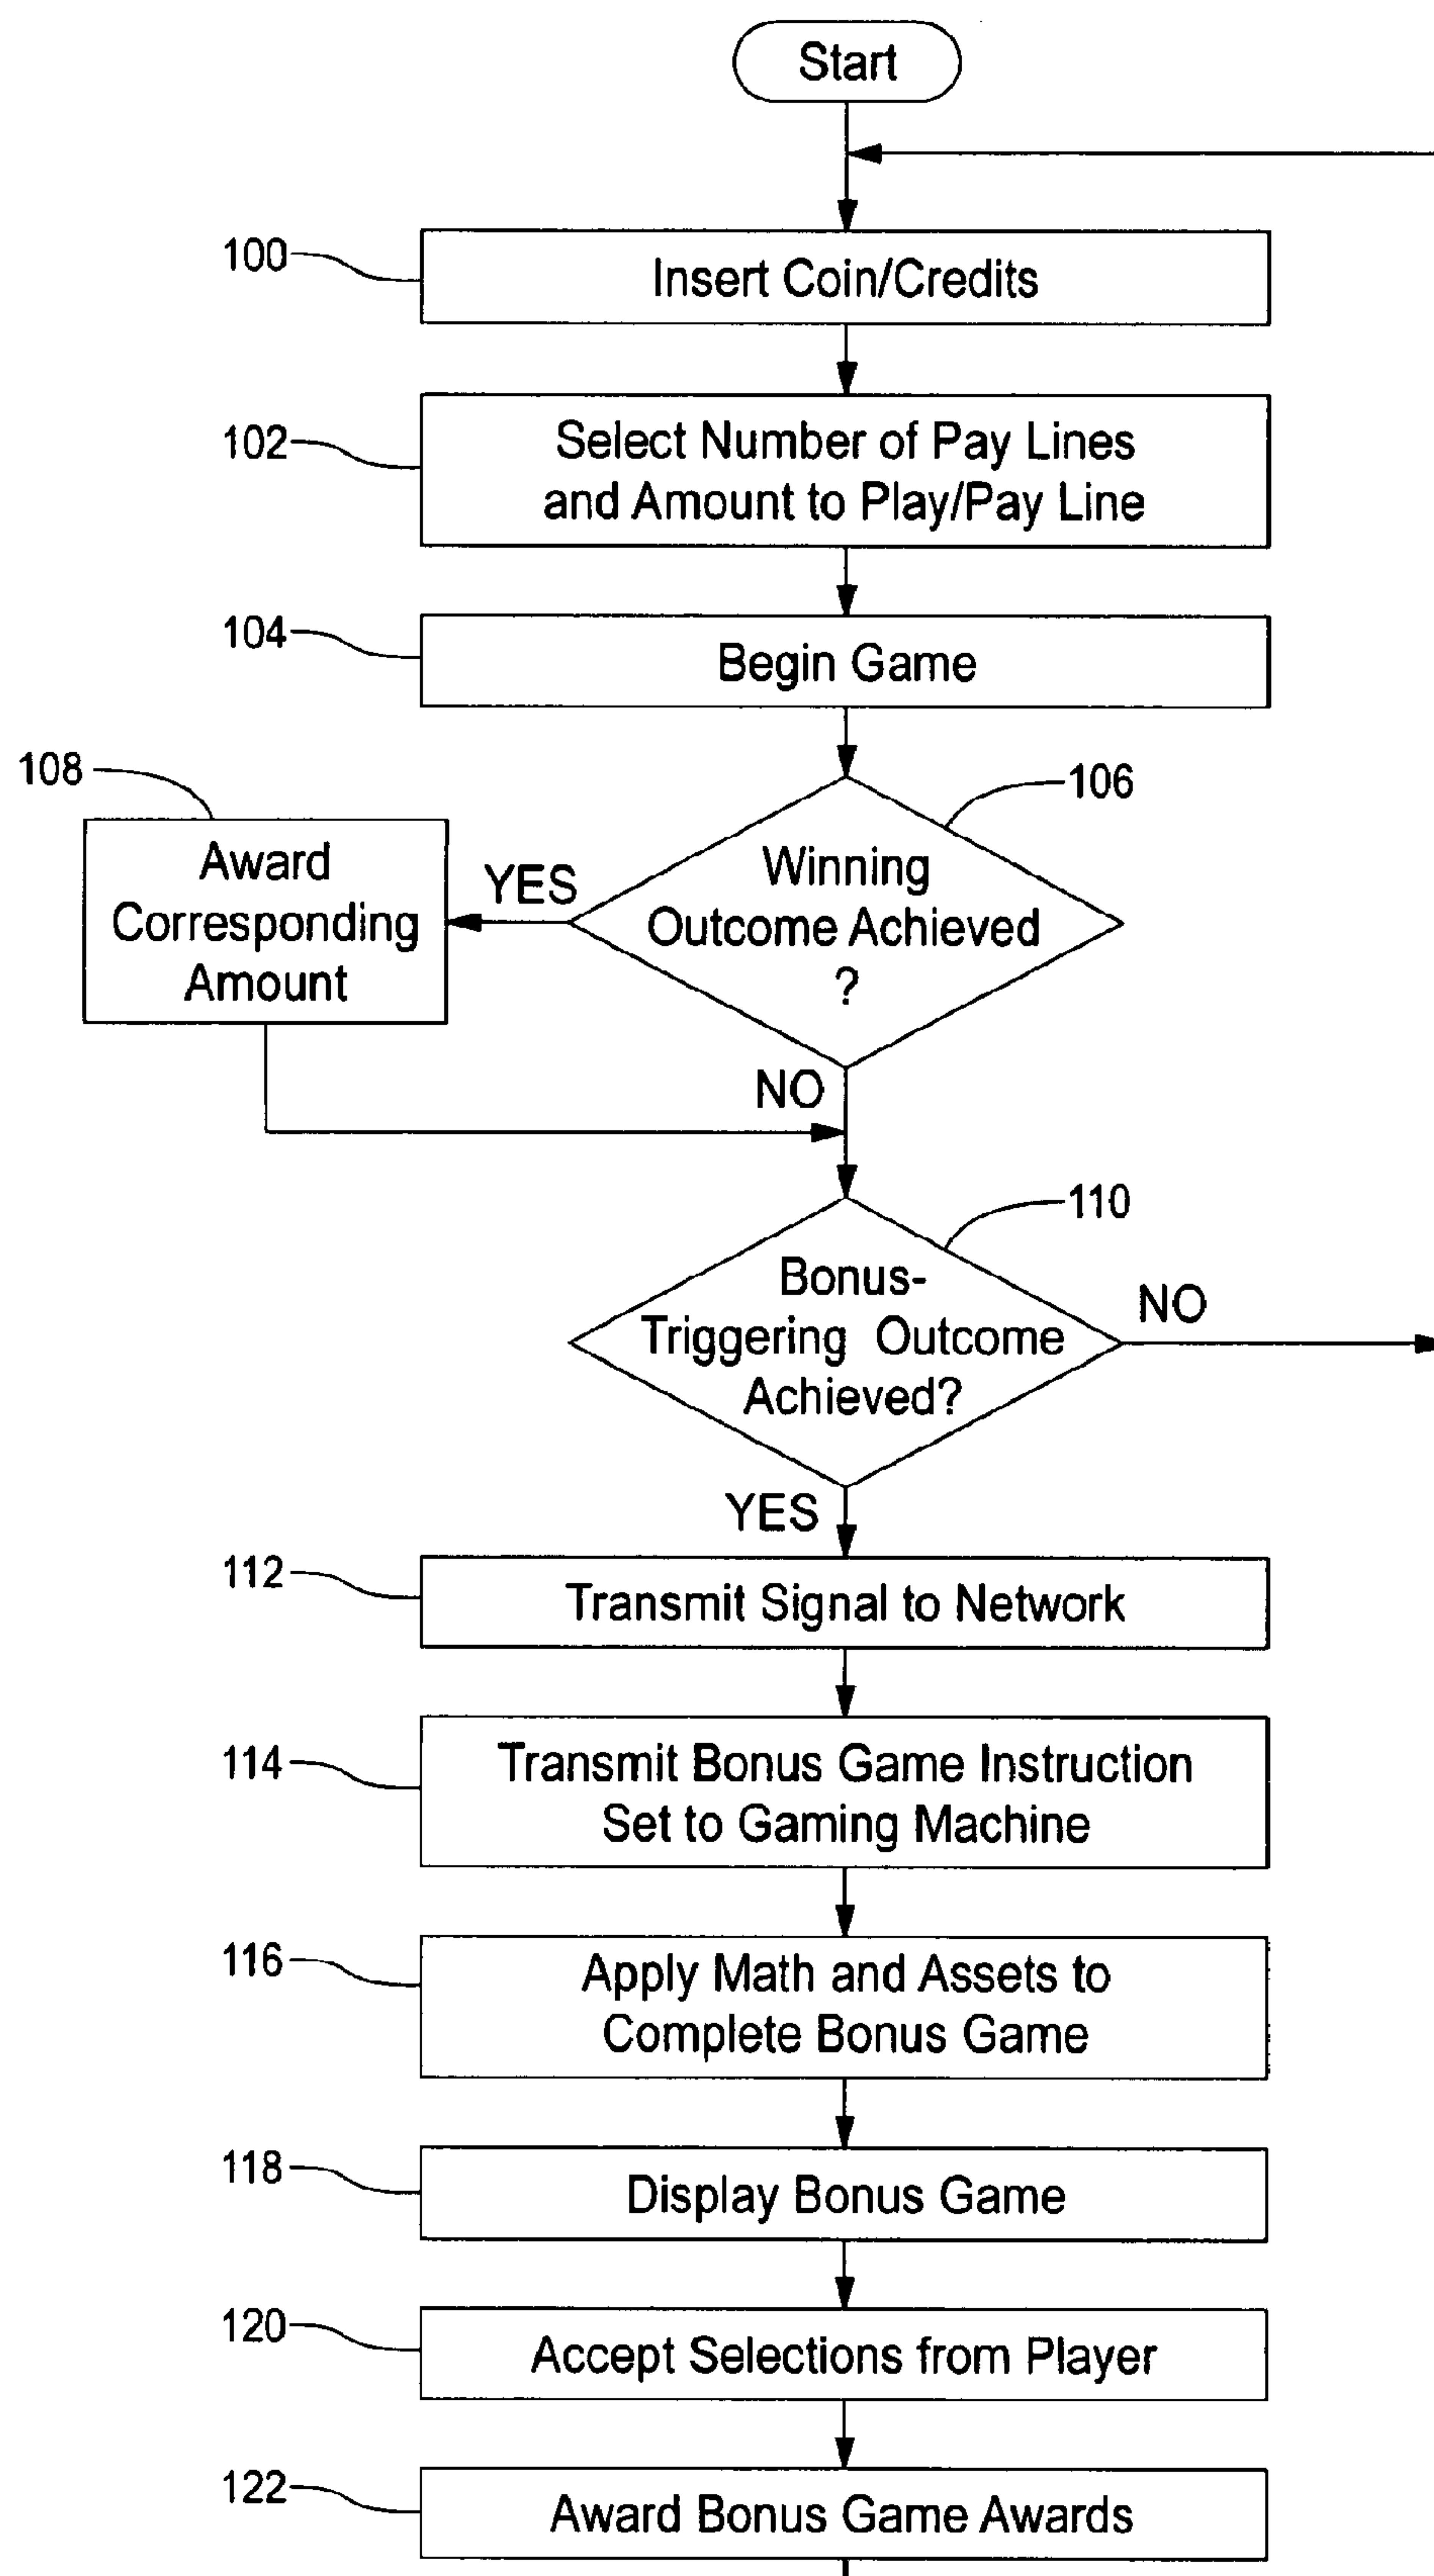 Start
100
Insert Coin/Credits
102
Select Number of Pay Lines
and Amount to Play/Pay Line
104
Begin Game
108
106
Award
Corresponding
Amount
YES
Winning
Outcome Achieved
?
NO
110
Bonus-
Triggering Outcome
Achieved?
NO
YES
112
Transmit Signal to Network
114
Transmit Bonus Game Instruction
Set to Gaming Machine
116
Apply Math and Assets to
Complete Bonus Game
118
Display Bonus Game
120
Accept Selections from Player
122
Award Bonus Game Awards